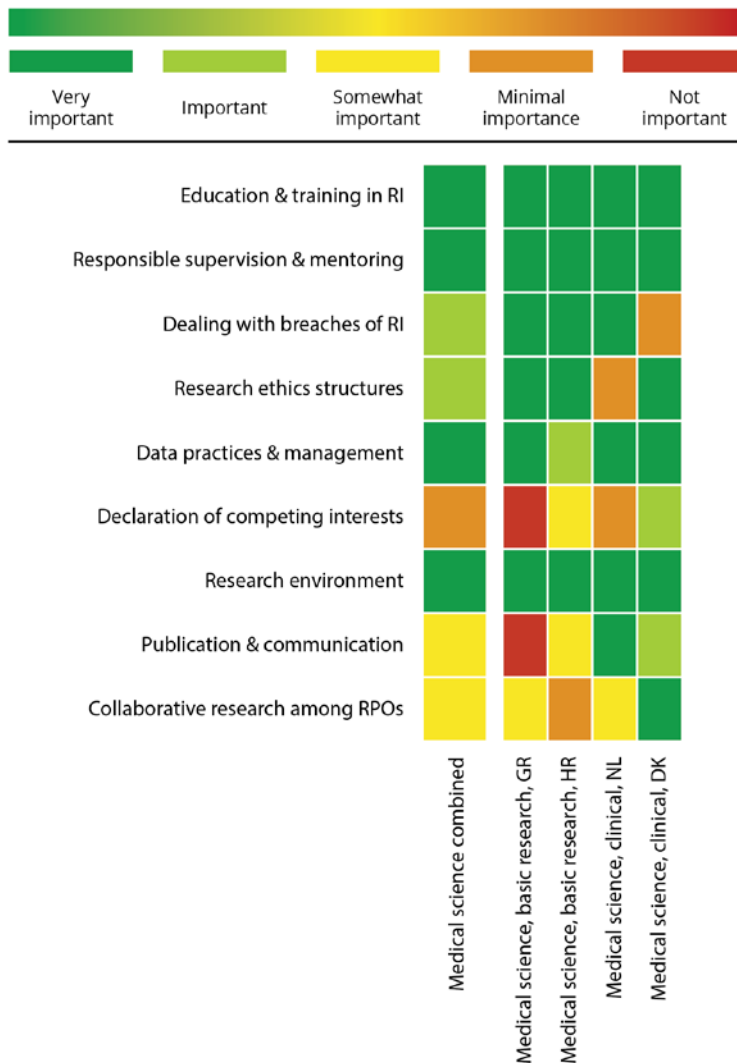 Very
important
Important
Somewhat
important
Minimal
importance
Not
important
Education & training in RI
Responsible supervision & mentoring
Dealing with breaches of RI
Research ethics structures
Data practices & management
Declaration of competing interests
Research environment
Publication & communication
Collaborative research among RPOs
Medical science combined
Medical science, basic research, GR
Medical science, basic research, HR
Medical science, clinical, NL
Medical science, clinical, DK